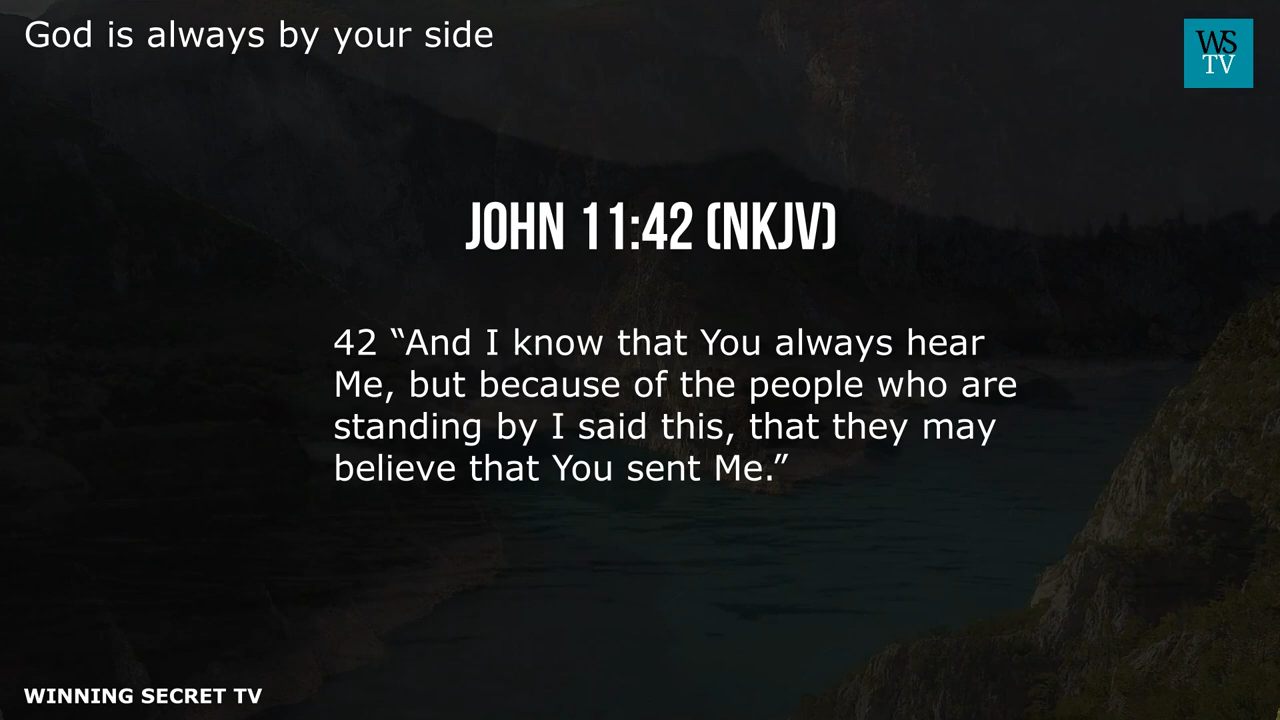 God is always by your side
WS
TV
JOHN 11:42 (NKJV)
42 “And I know that You always hear
Me, but because of the people who are
standing by I said this, that they may
believe that You sent Me.”
WINNING SECRET TV